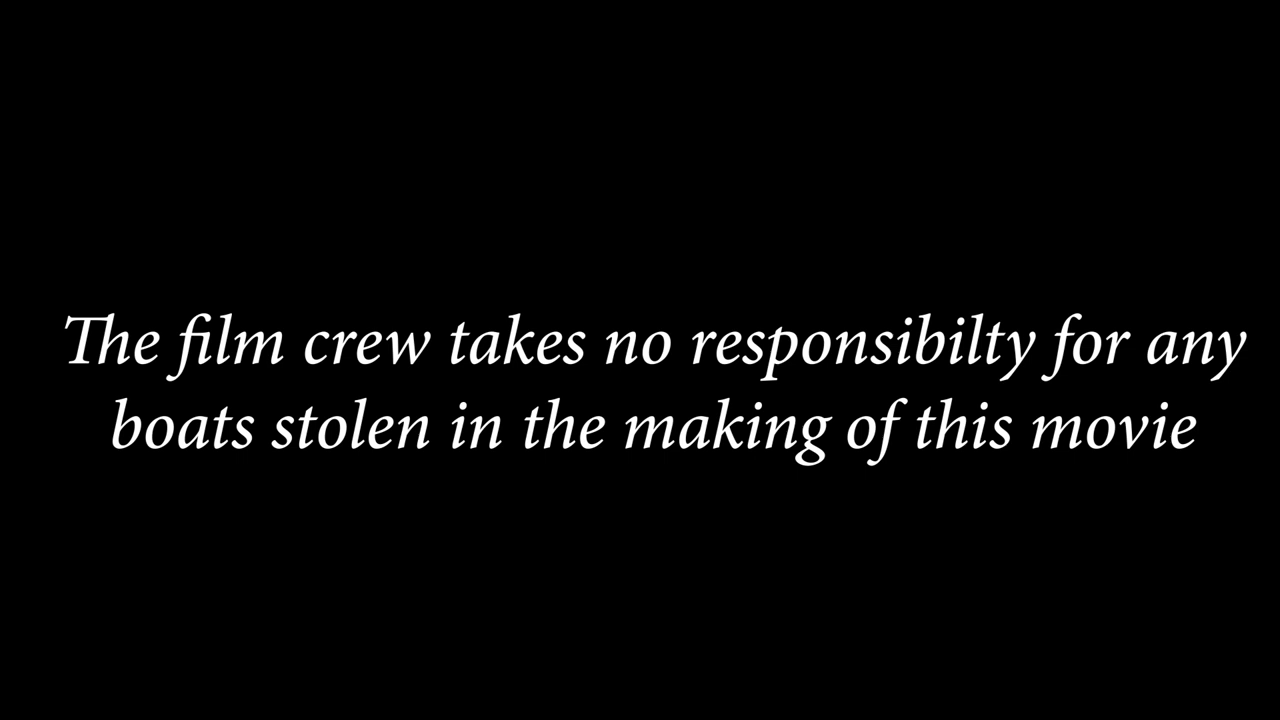 The film crew takes no responsibilty for any
boats stolen in the making of this movie